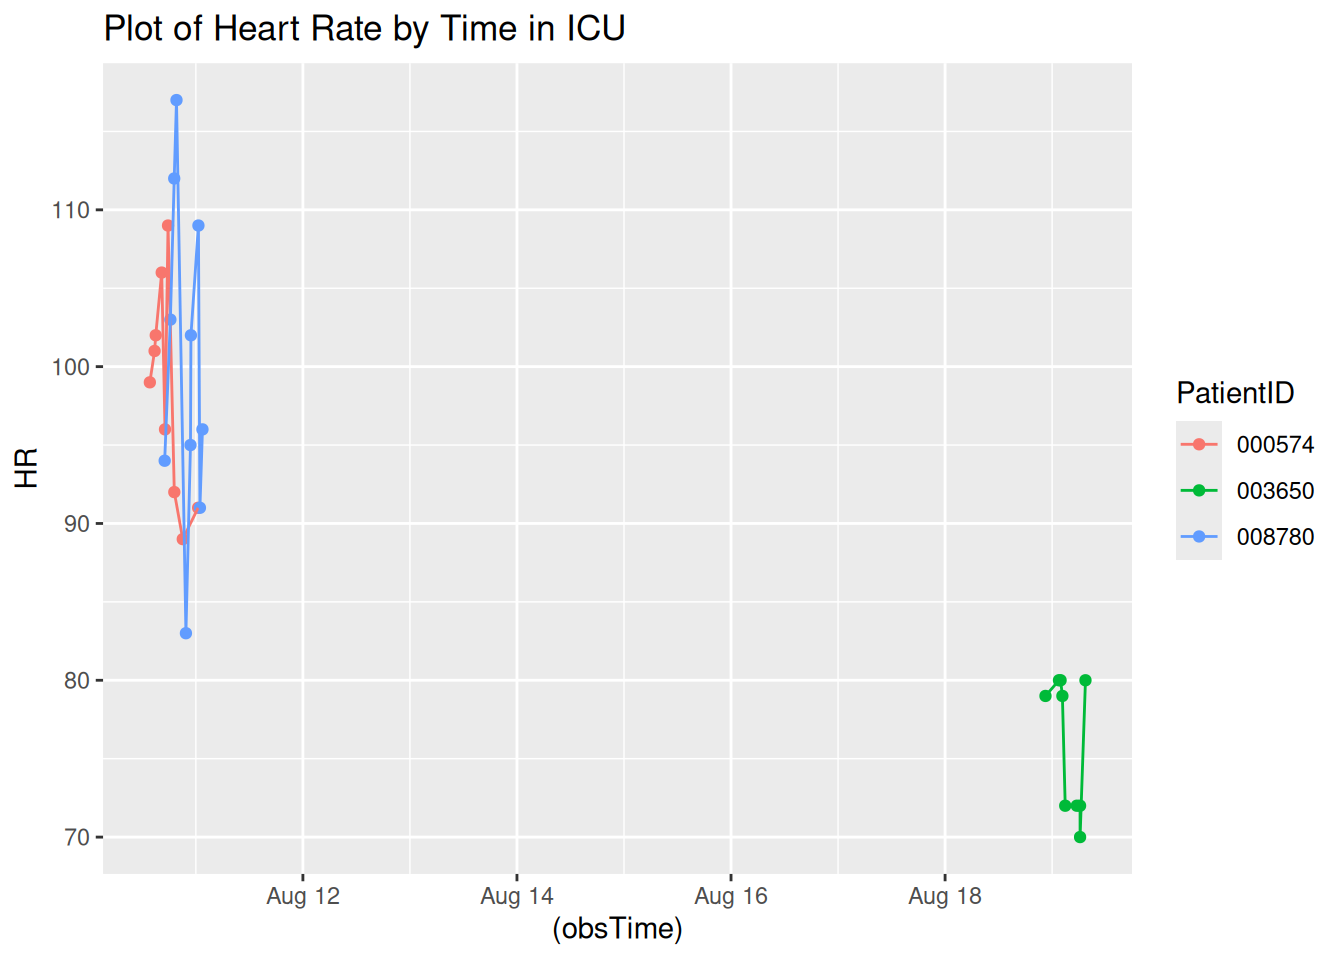 Plot of Heart Rate by Time in ICU
110
100
90
80
70
HR
Aug 12
Aug 14
Aug 16
Aug 18
(obsTime)
PatientID
000574
003650
008780